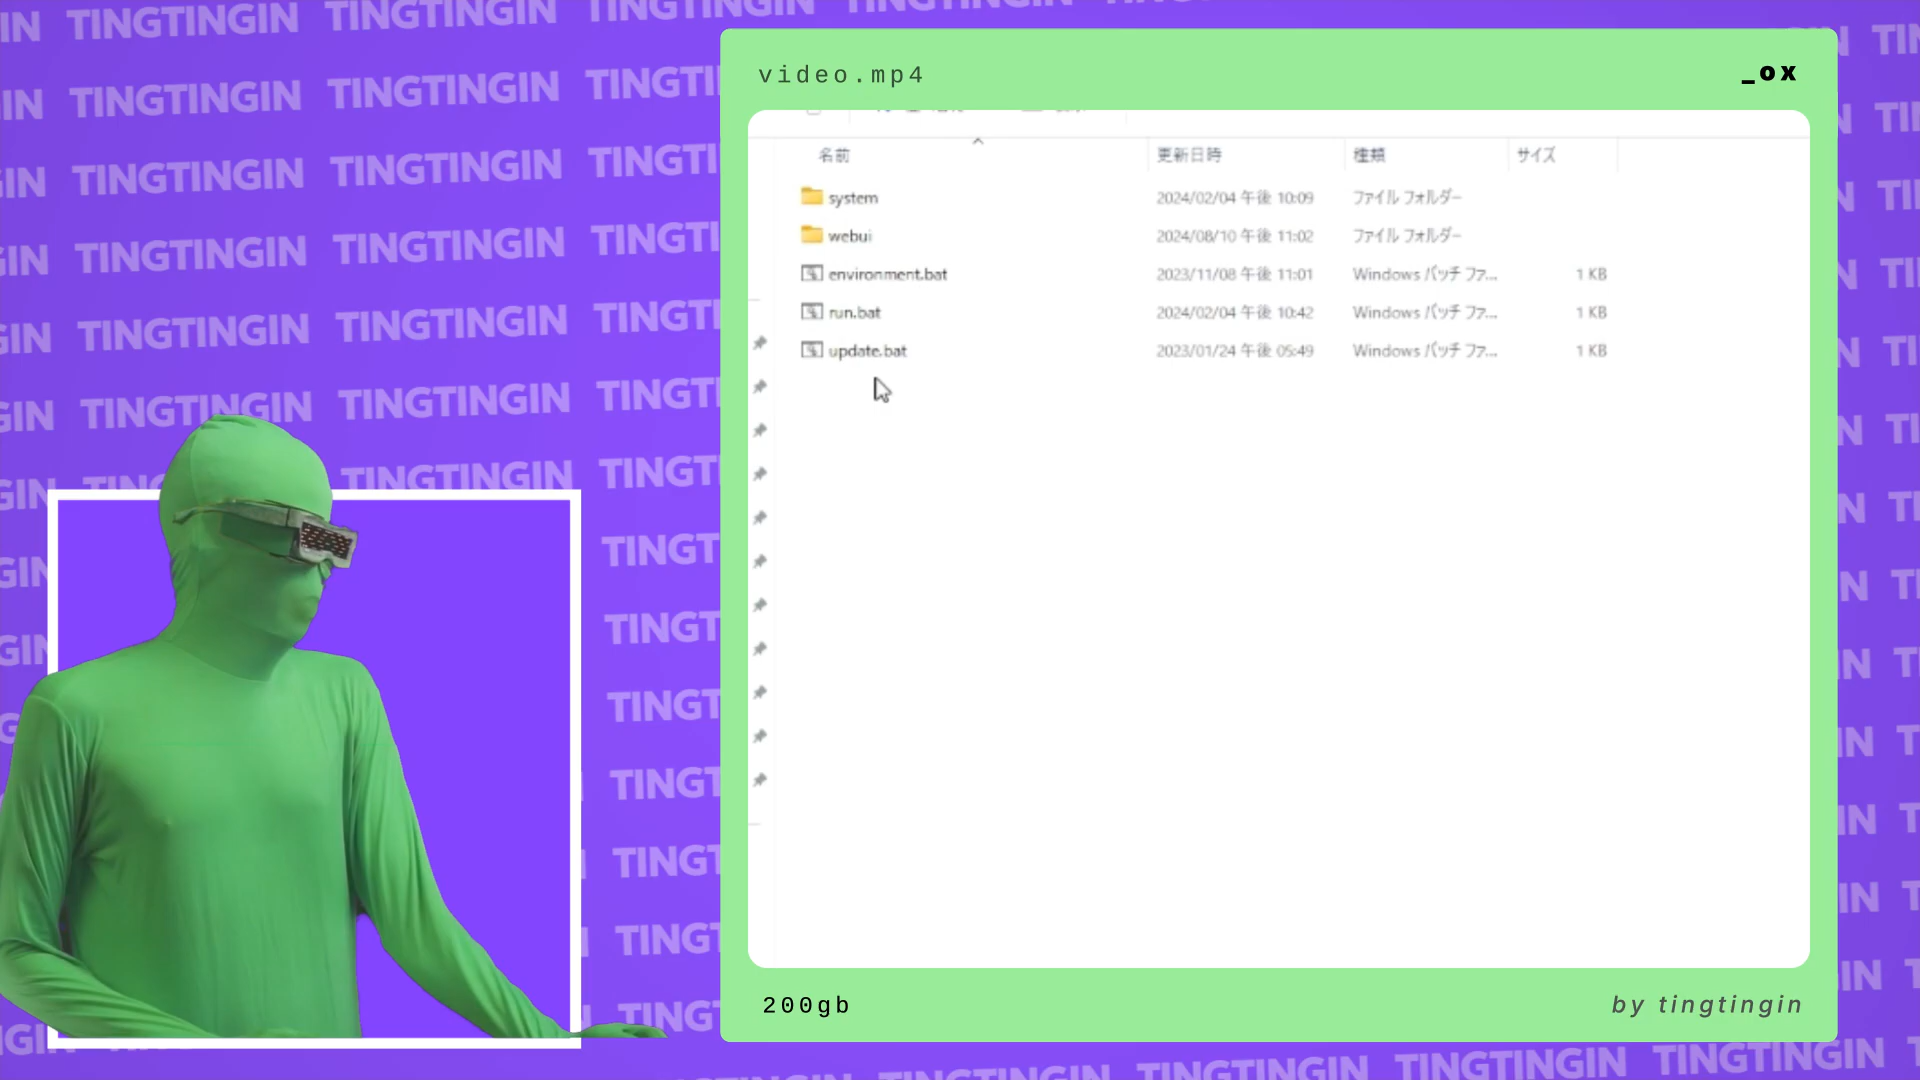 TINGTINGIN
video.mp4
_ox
名前 更新日時 種類 サイズ
system 2024/02/04 午後 10:09 ファイル フォルダー
webui 2024/08/10 午後 11:02 ファイル フォルダー
environment.bat 2023/11/08 午後 11:01 Windows バッチ ファ... 1 KB
run.bat 2024/02/04 午後 10:42 Windows バッチ ファ... 1 KB
update.bat 2023/01/24 午後 05:49 Windows バッチ ファ... 1 KB
200gb
by tingtingin